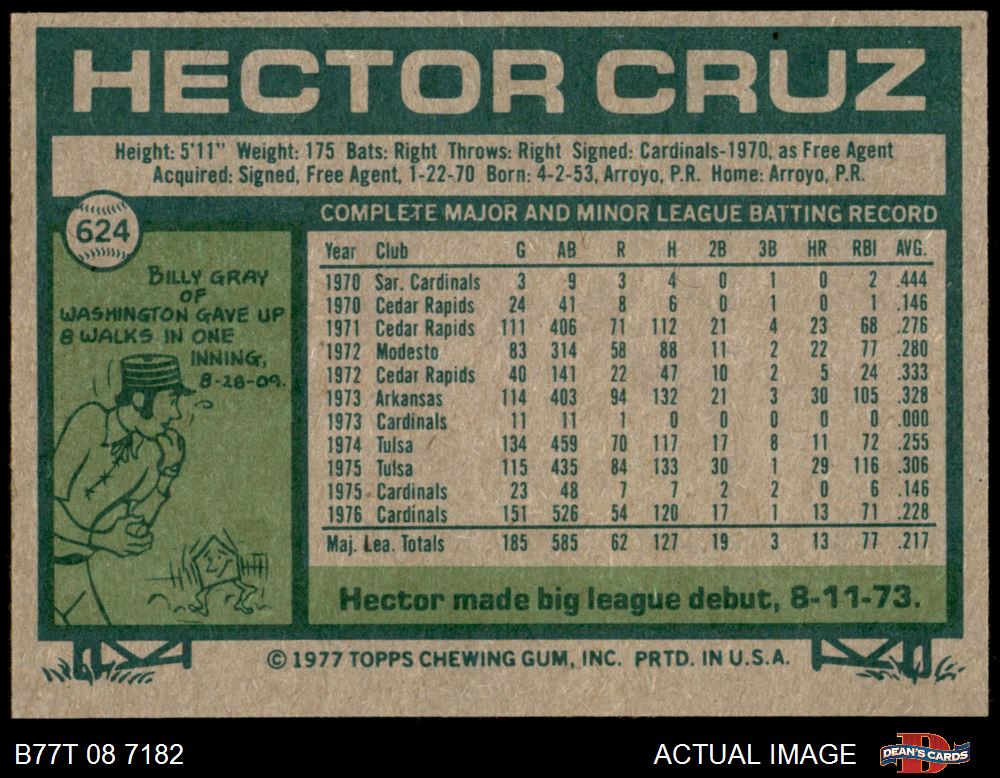 HECTOR CRUZ
Height: 5'11" Weight: 175 Bats: Right Throws: Right Signed: Cardinals-1970, as Free Agent
Acquired: Signed, Free Agent, 1-22-70 Born: 4-2-53, Arroyo, P.R. Home: Arroyo, P.R.
624
BILLY GRAY
OF
WASHINGTON GAVE UP
8 WALKS IN ONE
INNING,
8-28-09.
COMPLETE MAJOR AND MINOR LEAGUE BATTING RECORD
Year Club G AB R H 2B 3B HR RBI AVG.
1970 Sar. Cardinals 3 9 3 4 0 1 0 2 .444
1970 Cedar Rapids 24 41 8 6 0 1 0 1 .146
1971 Cedar Rapids 111 406 71 112 21 4 23 68 .276
1972 Modesto 83 314 58 88 11 2 22 77 .280
1972 Cedar Rapids 40 141 22 47 10 2 5 24 .333
1973 Arkansas 114 403 94 132 21 3 30 105 .328
1973 Cardinals 11 11 1 0 0 0 0 0 .000
1974 Tulsa 134 459 70 117 17 8 11 72 .255
1975 Tulsa 115 435 84 133 30 1 29 116 .306
1975 Cardinals 23 48 7 7 2 2 0 6 .146
1976 Cardinals 151 526 54 120 17 1 13 71 .228
Maj. Lea. Totals 185 585 62 127 19 3 13 77 .217
Hector made big league debut, 8-11-73.
© 1977 TOPPS CHEWING GUM, INC. PRTD. IN U.S.A.
B77T 08 7182
ACTUAL IMAGE
DEAN'S CARDS